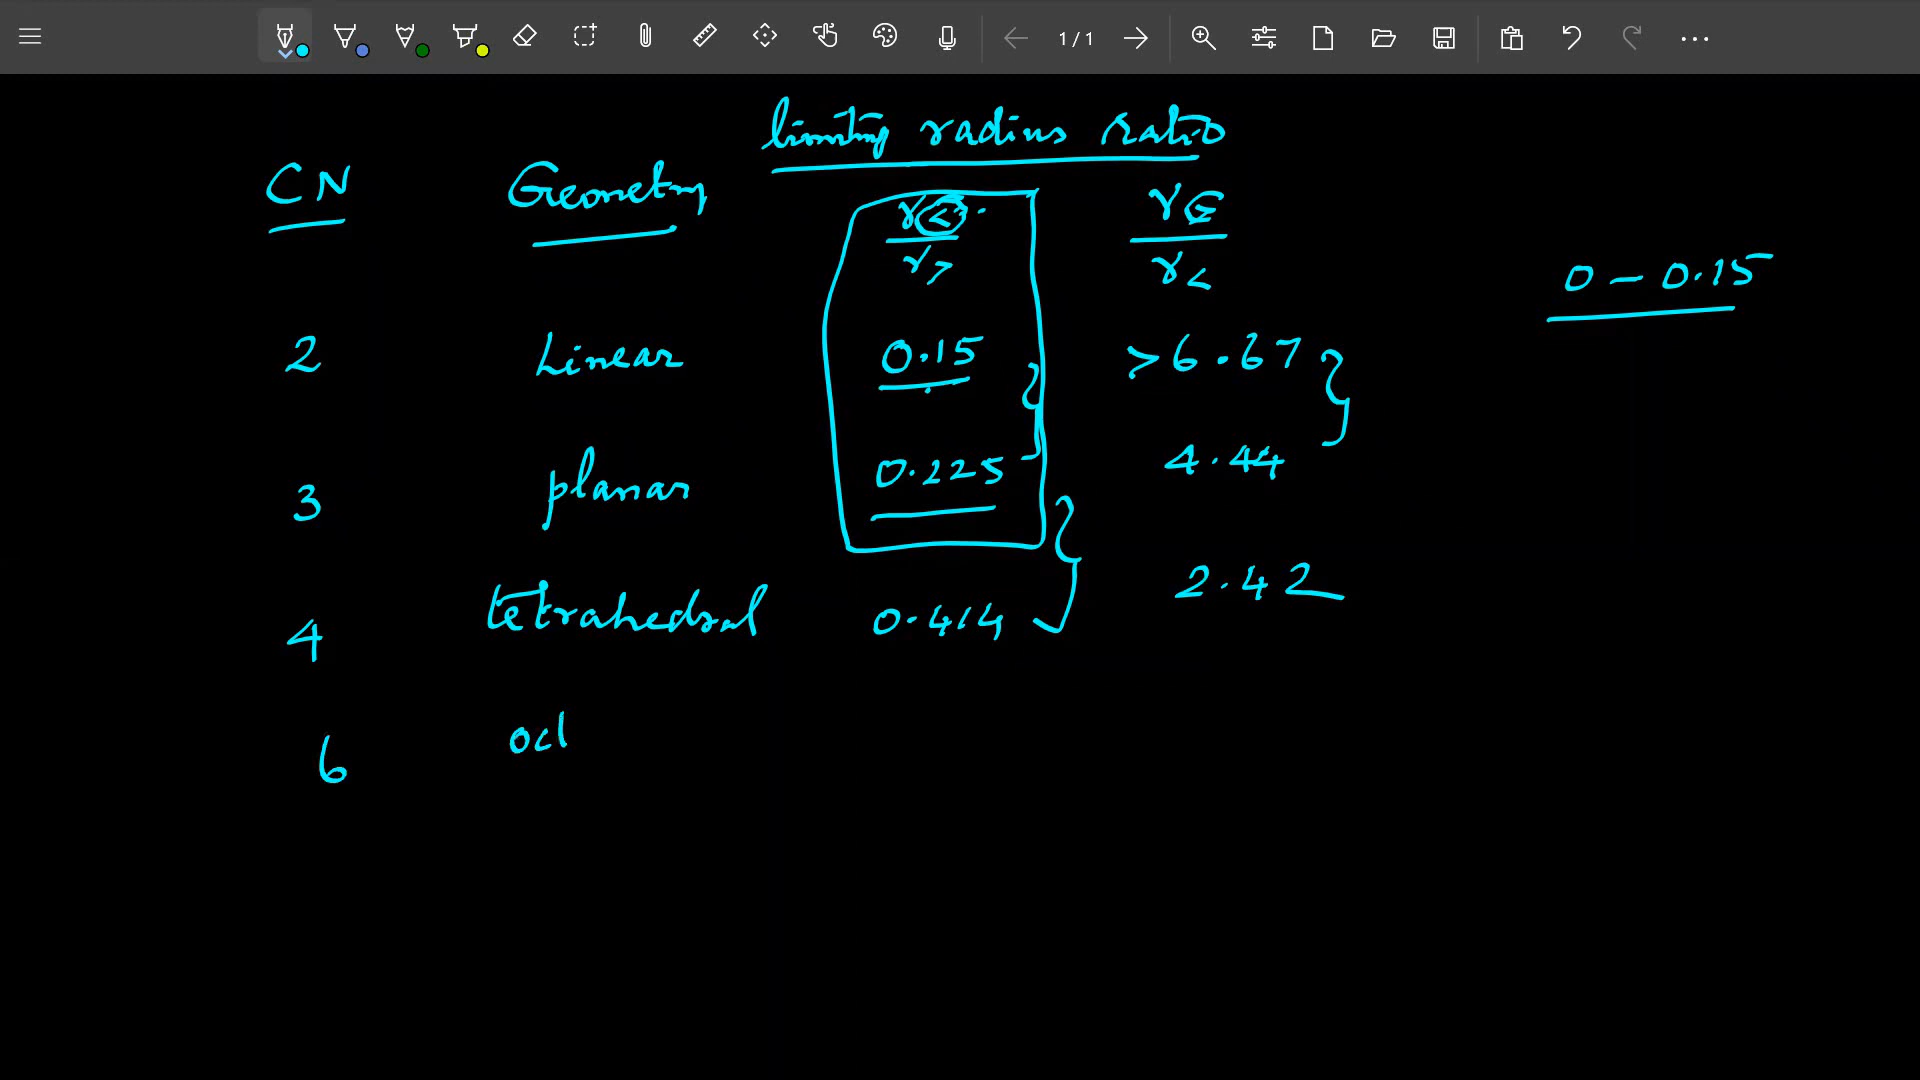 1 / 1
limiting radius ratio
CN Geometry r< / r> r> / r<
0 - 0.15
2 Linear 0.15 >6.67
3 planar 0.225 4.44
4 tetrahedral 0.414 2.42
6 oct